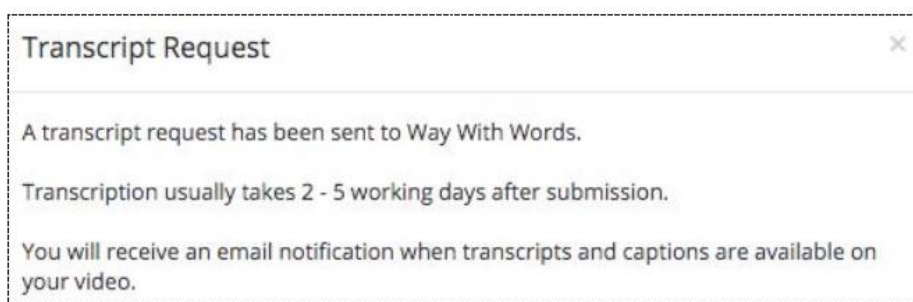 Transcript Request
A transcript request has been sent to Way With Words.
Transcription usually takes 2 - 5 working days after submission.
You will receive an email notification when transcripts and captions are available on
your video.